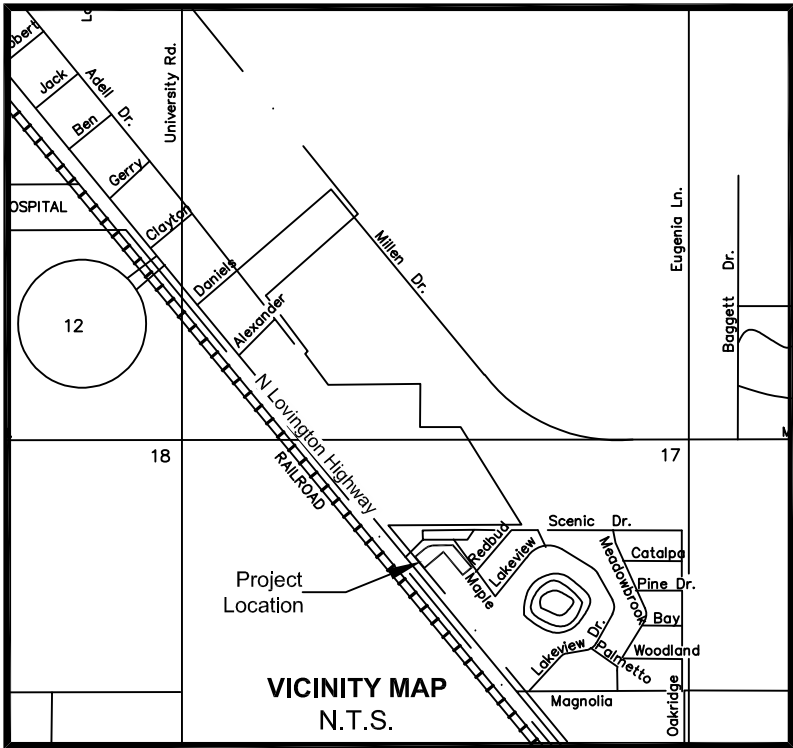 Jack
Adell Dr.
University Rd.
Ben
Gerry
OSPITAL
Clayton
Millen Dr.
Eugenia Ln.
Baggett Dr.
Daniels
Alexander
12
N Lovington Highway
RAILROAD
18
17
Scenic Dr.
Redbud
Lakeview
Maple
Meadowbrook
Catalpa
Pine Dr.
Bay
Woodland
Lakeview Dr.
Palmetto
Magnolia
Oakridge
Project
Location
VICINITY MAP
N.T.S.